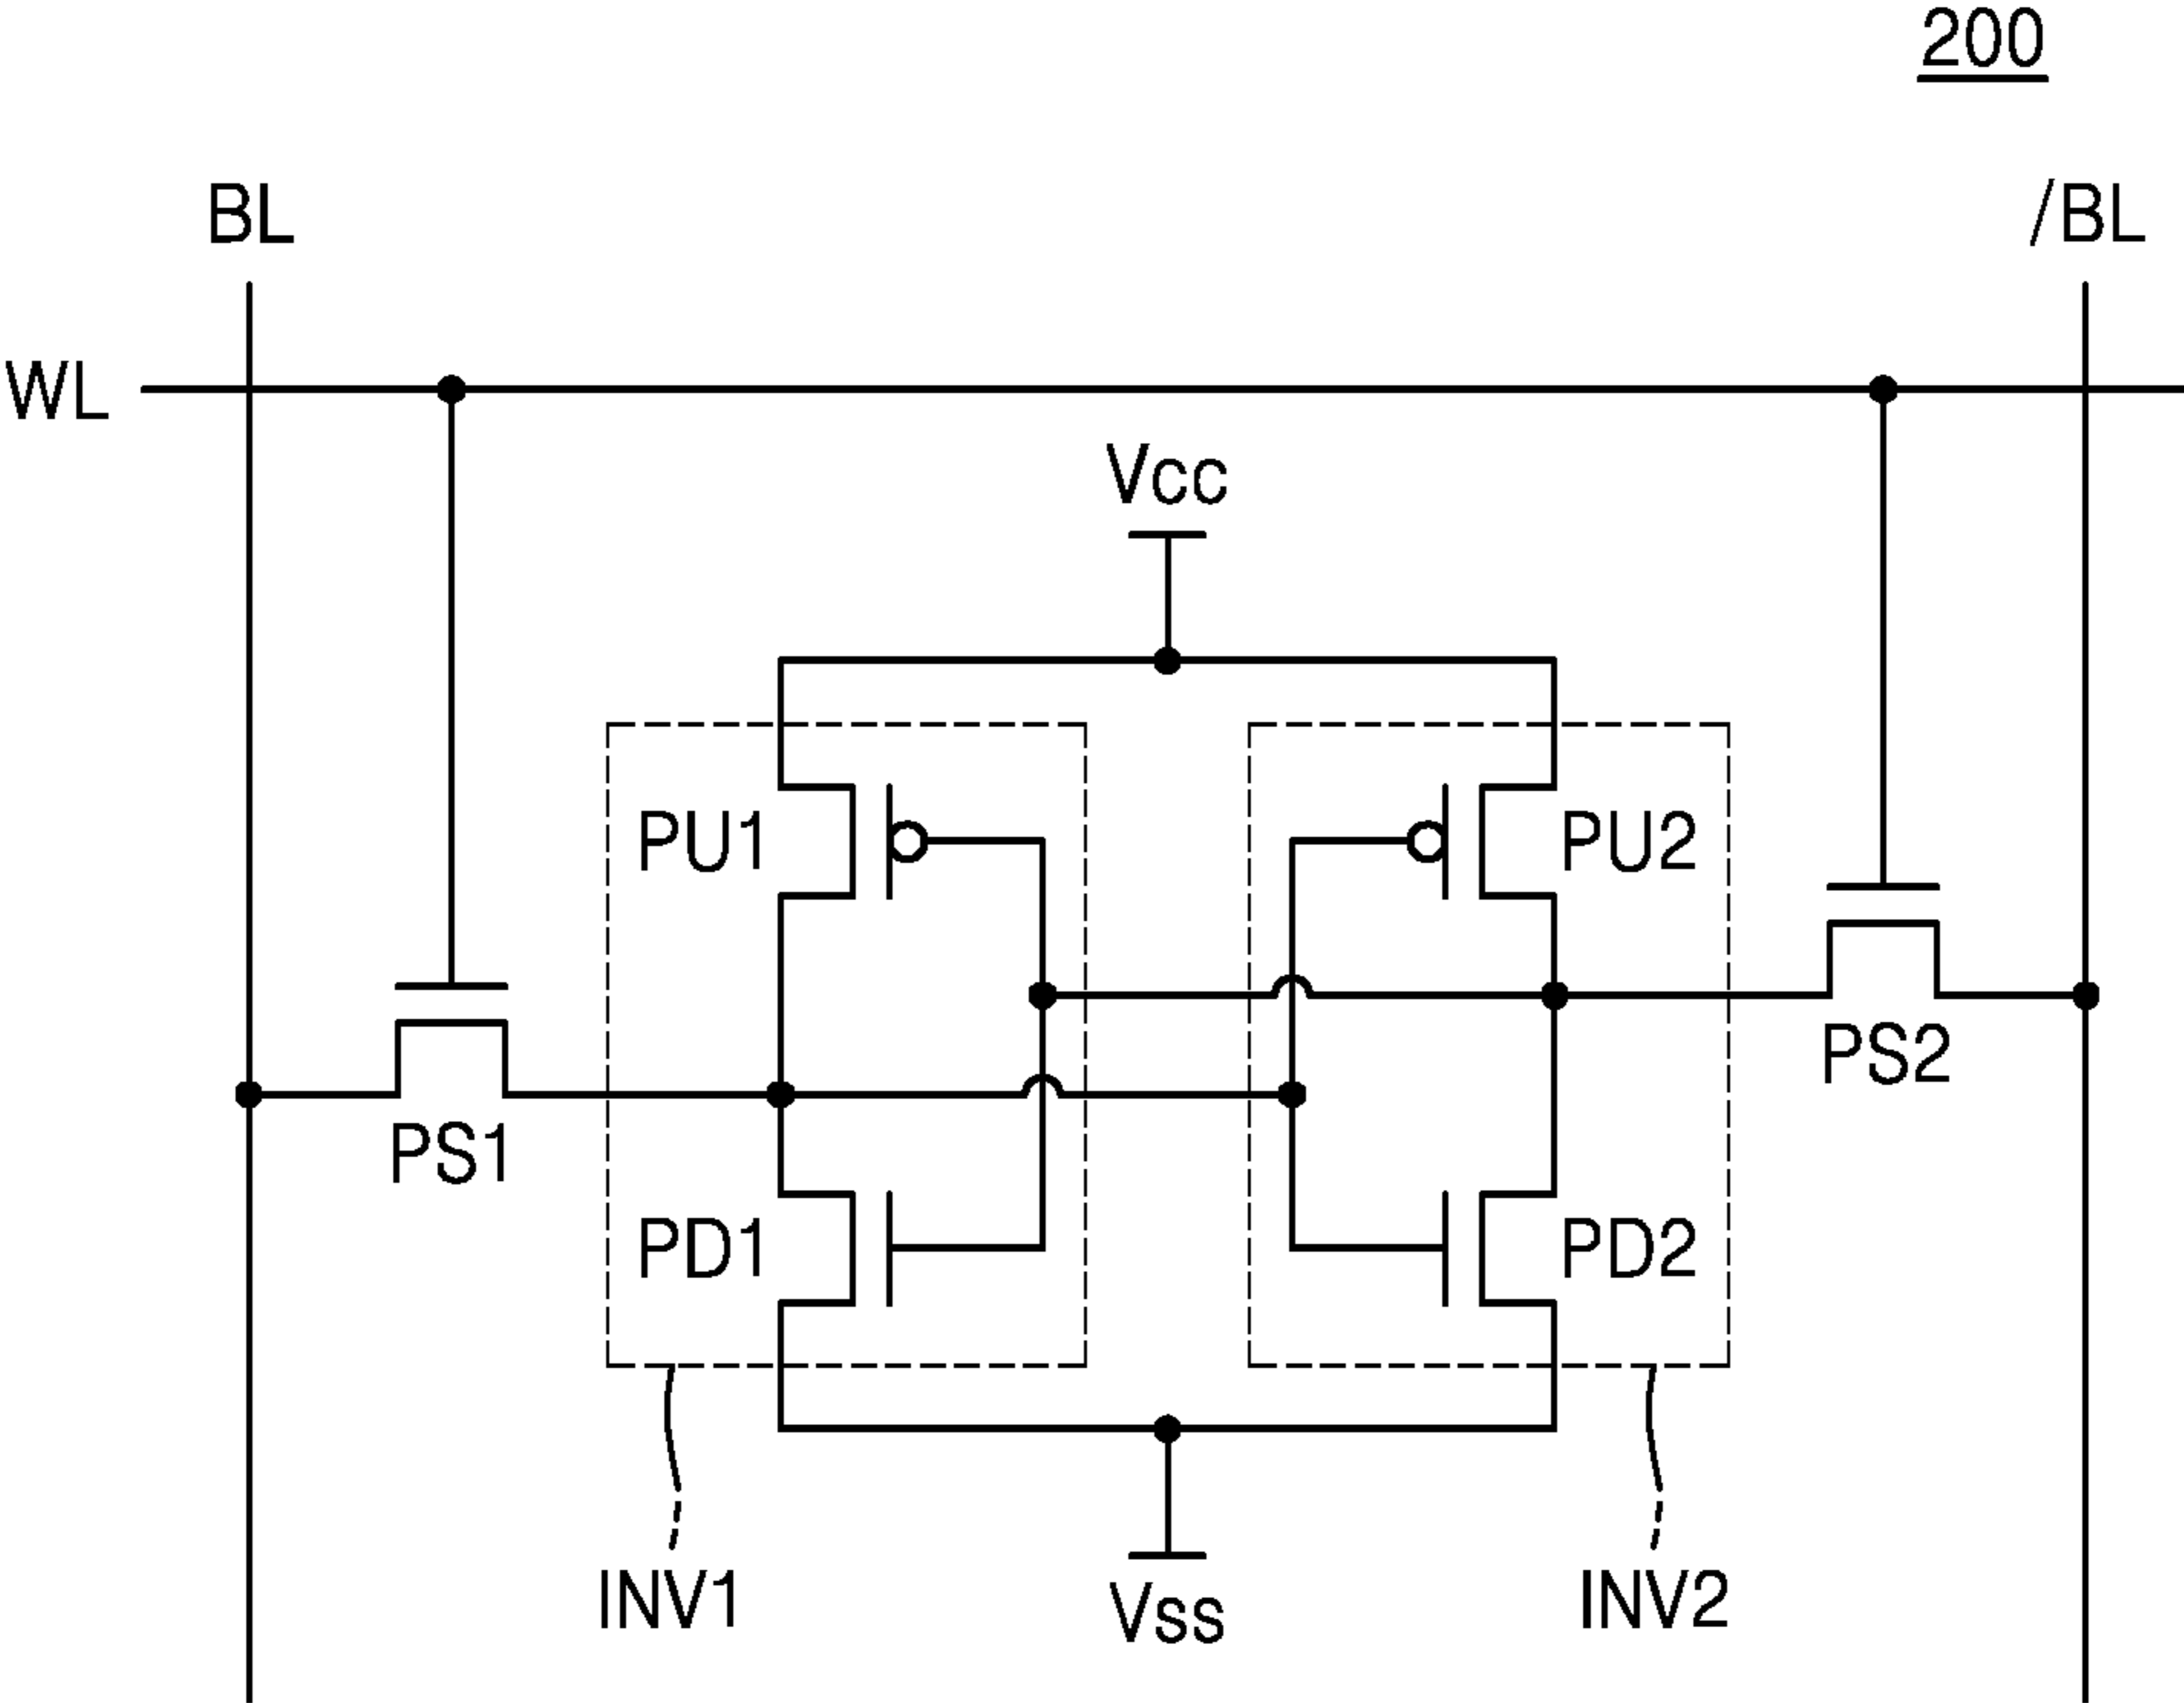 200
BL /BL
WL
Vcc
PU1 PU2
PS2
PS1
PD1 PD2
INV1 Vss INV2